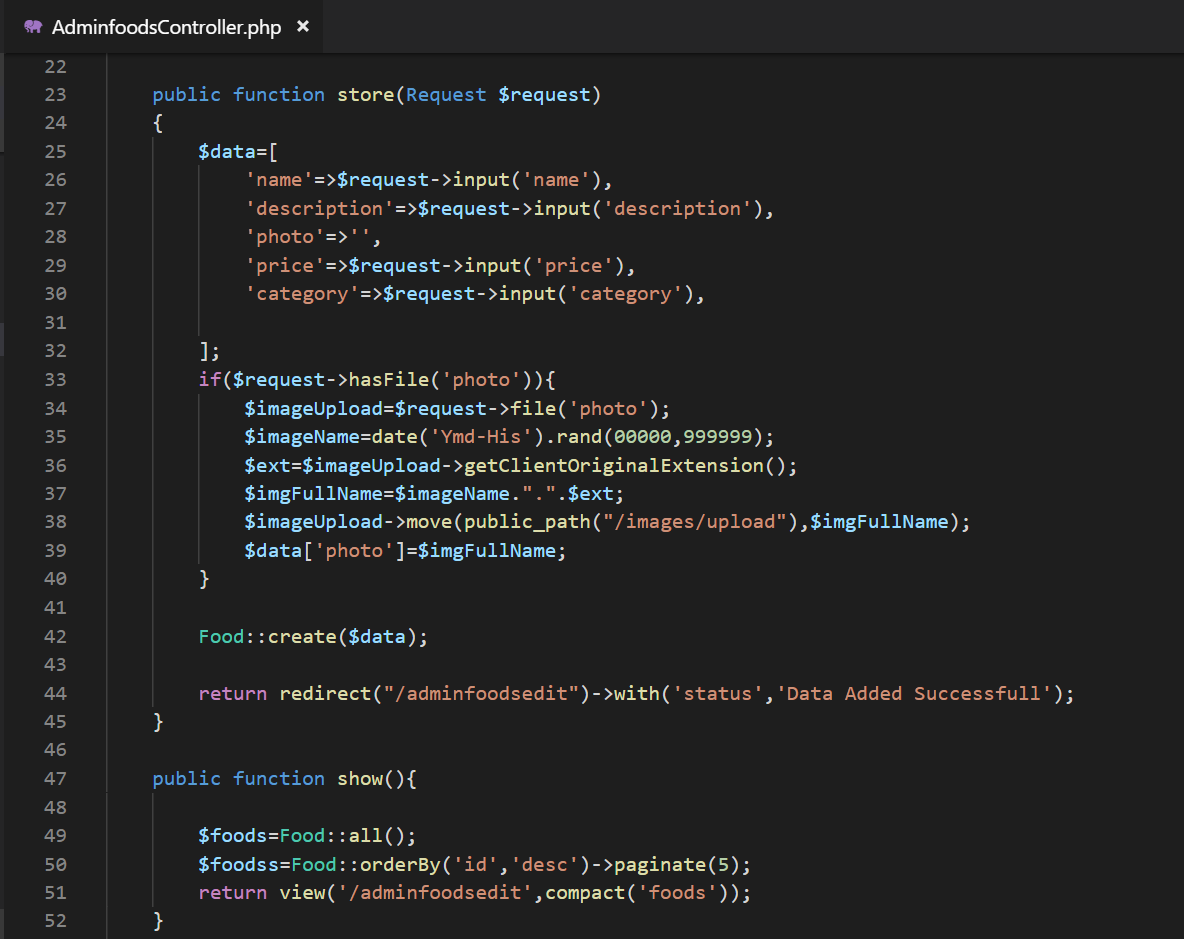 AdminfoodsController.php ×
22
23 public function store(Request $request)
24 {
25 $data=[
26 'name'=>$request->input('name'),
27 'description'=>$request->input('description'),
28 'photo'=>'',
29 'price'=>$request->input('price'),
30 'category'=>$request->input('category'),
31
32 ];
33 if($request->hasFile('photo')){
34 $imageUpload=$request->file('photo');
35 $imageName=date('Ymd-His').rand(00000,999999);
36 $ext=$imageUpload->getClientOriginalExtension();
37 $imgFullName=$imageName.".".$ext;
38 $imageUpload->move(public_path("/images/upload"),$imgFullName);
39 $data['photo']=$imgFullName;
40 }
41
42 Food::create($data);
43
44 return redirect("/adminfoodsedit")->with('status','Data Added Successfull');
45 }
46
47 public function show(){
48
49 $foods=Food::all();
50 $foodss=Food::orderBy('id','desc')->paginate(5);
51 return view('/adminfoodsedit',compact('foods'));
52 }